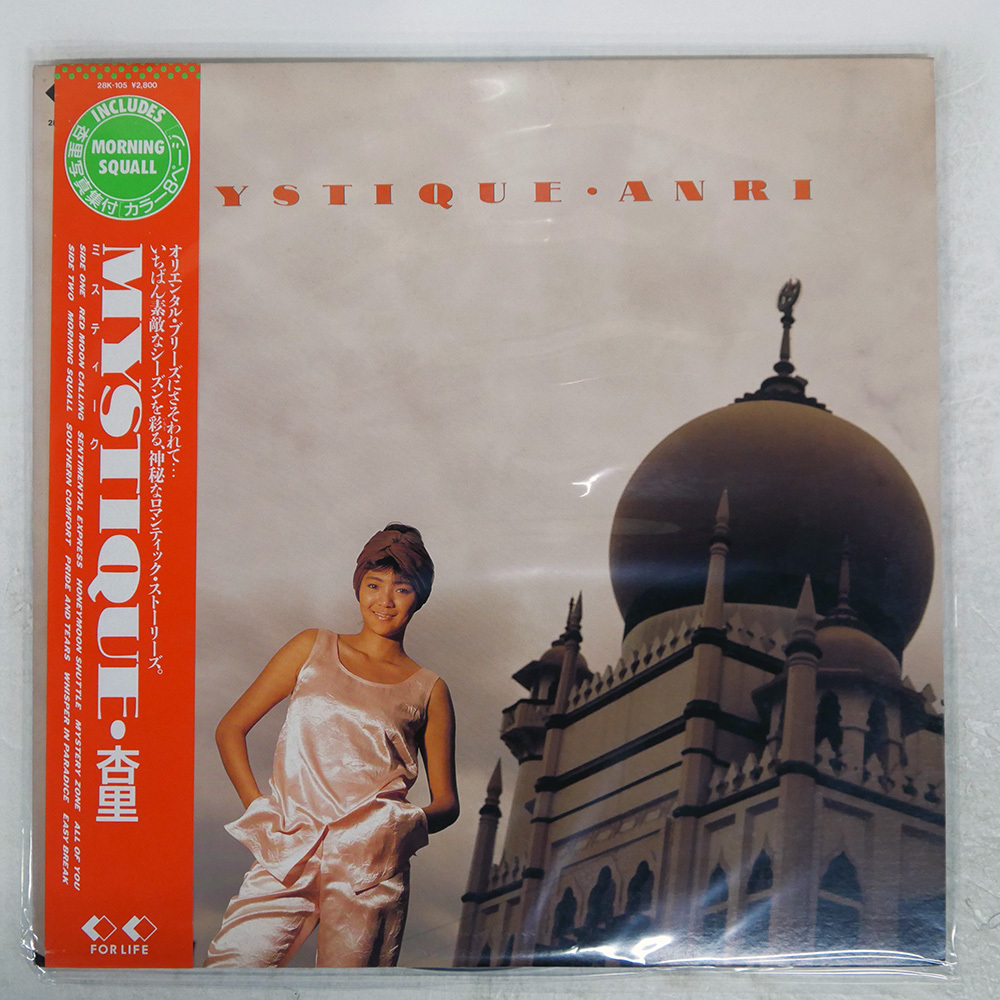 28K-105 ¥2,800
INCLUDES
MORNING
SQUALL
杏里写真集付 カラー8ページ
YSTIQUE・ANRI
オリエンタル・ブリーズにさそわれて…
いちばん素敵なシーズンを彩る、神秘なロマンティック・ストーリーズ。
MYSTIQUE・杏里
ミスティーク
SIDE ONE RED MOON CALLING SENTIMENTAL EXPRESS HONEYMOON SHUTTLE MYSTERY ZONE ALL OF YOU
SIDE TWO MORNING SQUALL SOUTHERN COMFORT PRIDE AND TEARS WHISPER IN PARADICE EASY BREAK
FOR LIFE